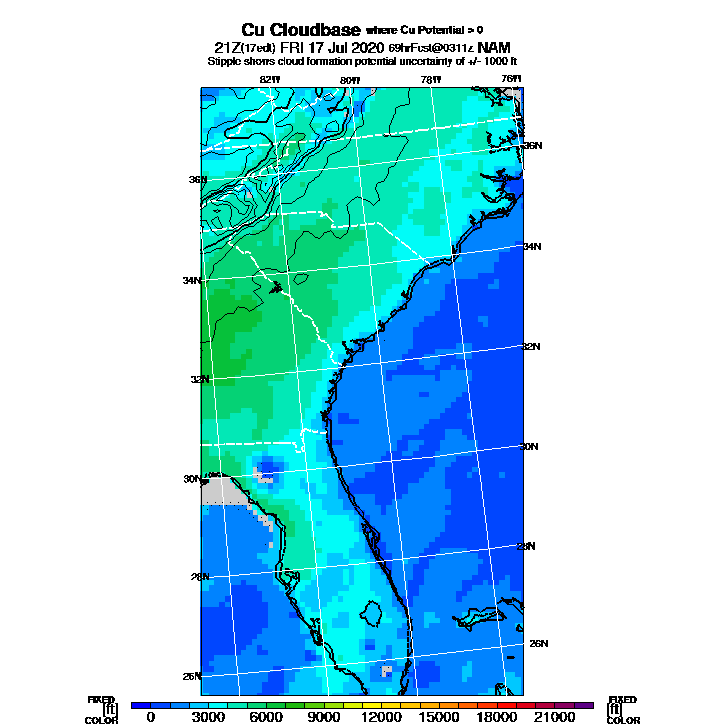 Cu Cloudbase where Cu Potential > 0
21Z(17edt) FRI 17 Jul 2020 69hrFcst@0311z NAM
Stipple shows cloud formation potential uncertainty of +/- 1000 ft
82W 80W 78W 76W
36N
36N
34N
34N
32N
32N
30N
30N
28N
28N
26N
26N
FIXED [ft] COLOR
0 3000 6000 9000 12000 15000 18000 21000
FIXED [ft] COLOR